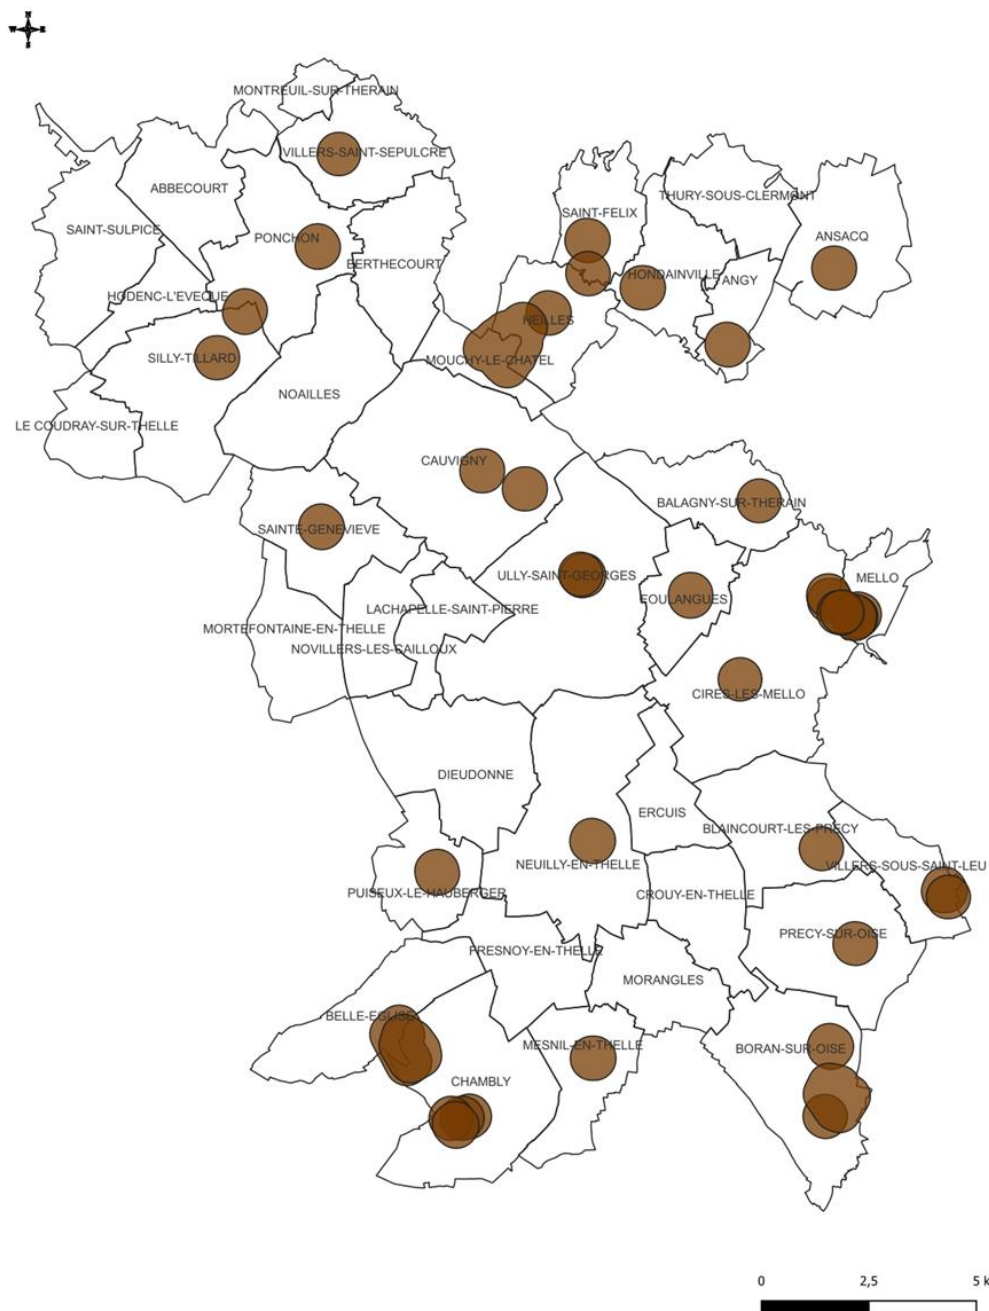 N
W E
S
MONTREUIL-SUR-THERAIN
VILLERS-SAINT-SEPULCRE
ABBECOURT
THURY-SOUS-CLERMONT
SAINT-FELIX
SAINT-SULPICE
PONCHON
ANSACQ
BERTHECOURT
HONDAINVILLE
ANGY
HODENC-L'EVEQUE
HEILLES
SILLY-TILLARD
MOUCHY-LE-CHATEL
NOAILLES
LE COUDRAY-SUR-THELLE
CAUVIGNY
BALAGNY-SUR-THERAIN
SAINTE-GENEVIEVE
ULLY-SAINT-GEORGES
MELLO
FOULANGUES
LACHAPELLE-SAINT-PIERRE
MORTEFONTAINE-EN-THELLE
NOVILLERS-LES-CAILLOUX
CIRES-LES-MELLO
DIEUDONNE
ERCUIS
BLAINCOURT-LES-PRECY
NEUILLY-EN-THELLE
VILLERS-SOUS-SAINT-LEU
PUISEUX-LE-HAUBERGER
CROUY-EN-THELLE
PRECY-SUR-OISE
FRESNOY-EN-THELLE
MORANGLES
BELLE-EGLISE
MESNIL-EN-THELLE
BORAN-SUR-OISE
CHAMBLY
0 2,5 5 k